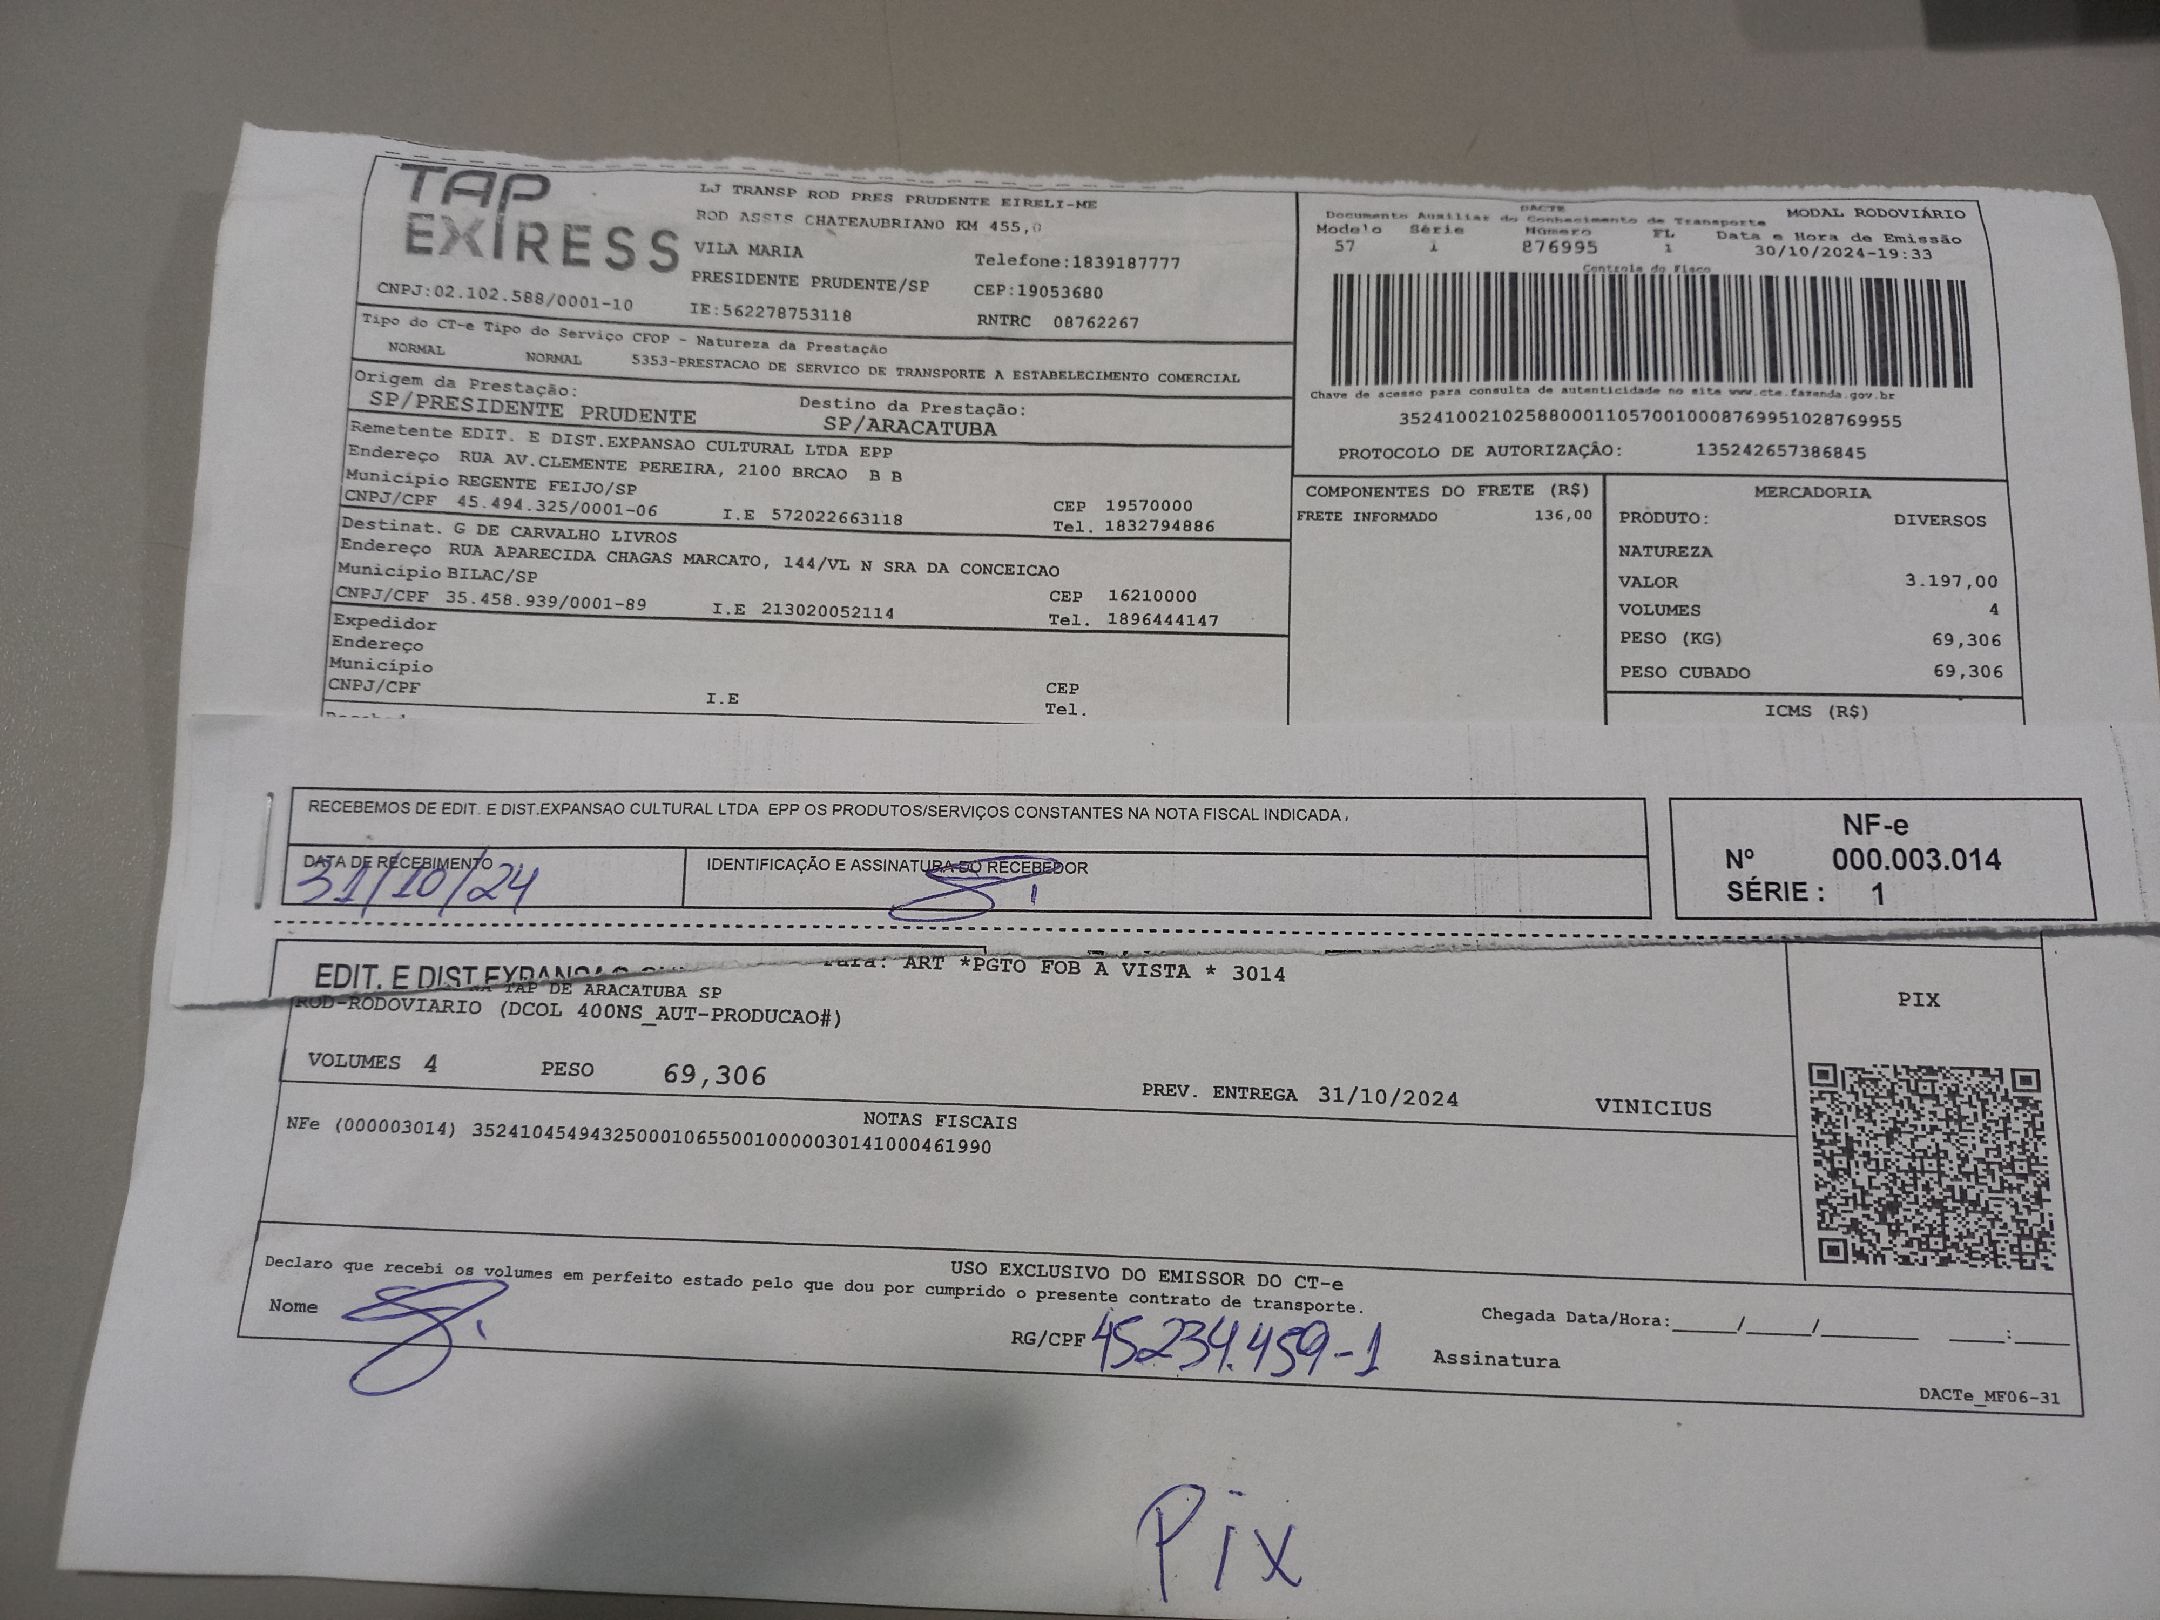 TAP
EXIRESS
LJ TRANSP ROD PRES PRUDENTE EIRELI-ME
ROD ASSIS CHATEAUBRIANO KM 455,0
VILA MARIA
Telefone:1839187777
PRESIDENTE PRUDENTE/SP
CEP:19053680
CNPJ:02.102.588/0001-10
IE:562278753118
RNTRC 08762267
DACTE
Documento Auxiliar do Conhecimento de Transporte
MODAL RODOVIÁRIO
Modelo Série Número FL Data e Hora de Emissão
57 1 876995 1 30/10/2024-19:33
Controle do Fisco
Chave de acesso para consulta de autenticidade no site www.cte.fazenda.gov.br
35241002102588000110570010008769951028769955
PROTOCOLO DE AUTORIZAÇÃO: 135242657386845
Tipo do CT-e Tipo do Serviço CFOP - Natureza da Prestação
NORMAL NORMAL 5353-PRESTACAO DE SERVICO DE TRANSPORTE A ESTABELECIMENTO COMERCIAL
Origem da Prestação:
SP/PRESIDENTE PRUDENTE
Destino da Prestação:
SP/ARACATUBA
Remetente EDIT. E DIST.EXPANSAO CULTURAL LTDA EPP
Endereço RUA AV.CLEMENTE PEREIRA, 2100 BRCAO B B
Município REGENTE FEIJO/SP
CEP 19570000
CNPJ/CPF 45.494.325/0001-06 I.E 572022663118 Tel. 1832794886
Destinat. G DE CARVALHO LIVROS
Endereço RUA APARECIDA CHAGAS MARCATO, 144/VL N SRA DA CONCEICAO
Município BILAC/SP
CEP 16210000
CNPJ/CPF 35.458.939/0001-89 I.E 213020052114 Tel. 1896444147
Expedidor
Endereço
Município
CEP
CNPJ/CPF I.E Tel.
COMPONENTES DO FRETE (R$)
FRETE INFORMADO 136,00
MERCADORIA
PRODUTO: DIVERSOS
NATUREZA
VALOR 3.197,00
VOLUMES 4
PESO (KG) 69,306
PESO CUBADO 69,306
ICMS (R$)
RECEBEMOS DE EDIT. E DIST.EXPANSAO CULTURAL LTDA EPP OS PRODUTOS/SERVIÇOS CONSTANTES NA NOTA FISCAL INDICADA .
DATA DE RECEBIMENTO
31/10/24
IDENTIFICAÇÃO E ASSINATURA DO RECEBEDOR
NF-e
Nº 000.003.014
SÉRIE : 1
EDIT. E DIST.EXPANSAO
ART *PGTO FOB A VISTA * 3014
TAP DE ARACATUBA SP
ROD-RODOVIARIO (DCOL 400NS_AUT-PRODUCAO#)
VOLUMES 4 PESO 69,306
PREV. ENTREGA 31/10/2024 VINICIUS
PIX
NOTAS FISCAIS
NFe (000003014) 35241045494325000106550010000030141000461990
USO EXCLUSIVO DO EMISSOR DO CT-e
Declaro que recebi os volumes em perfeito estado pelo que dou por cumprido o presente contrato de transporte.
Nome
RG/CPF 45.234.459-1
Chegada Data/Hora:_____/_____/_______ ____:____
Assinatura
DACTe_MF06-31
Pix